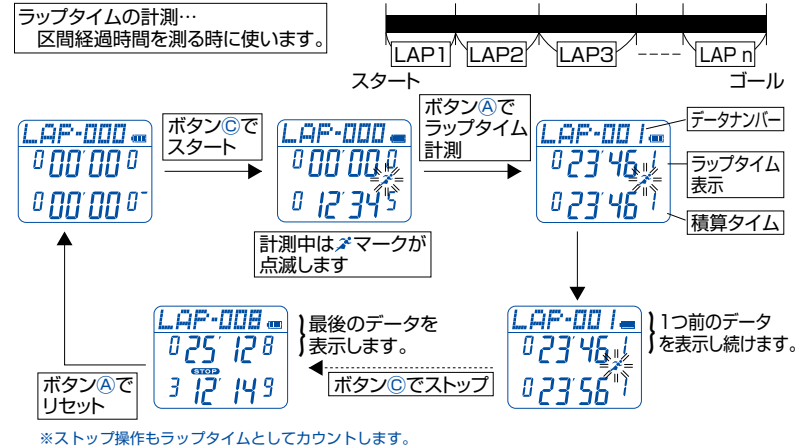 ラップタイムの計測…
区間経過時間を測る時に使います。
LAP1 LAP2 LAP3 LAP n
スタート ゴール
LAP-000
0 00'00 0
0 00'00 0
ボタンⒸで
スタート
LAP-000
0 00'00 0
0 12'34 5
計測中はマークが
点滅します
ボタンⒶで
ラップタイム
計測
LAP-001
0 23'46 1
0 23'46 1
データナンバー
ラップタイム
表示
積算タイム
LAP-008
0 25'12 8
STOP
3 12'14 9
最後のデータを
表示します。
ボタンⒸでストップ
LAP-001
0 23'46 1
0 23'56 1
1つ前のデータ
を表示し続けます。
ボタンⒶで
リセット
※ストップ操作もラップタイムとしてカウントします。